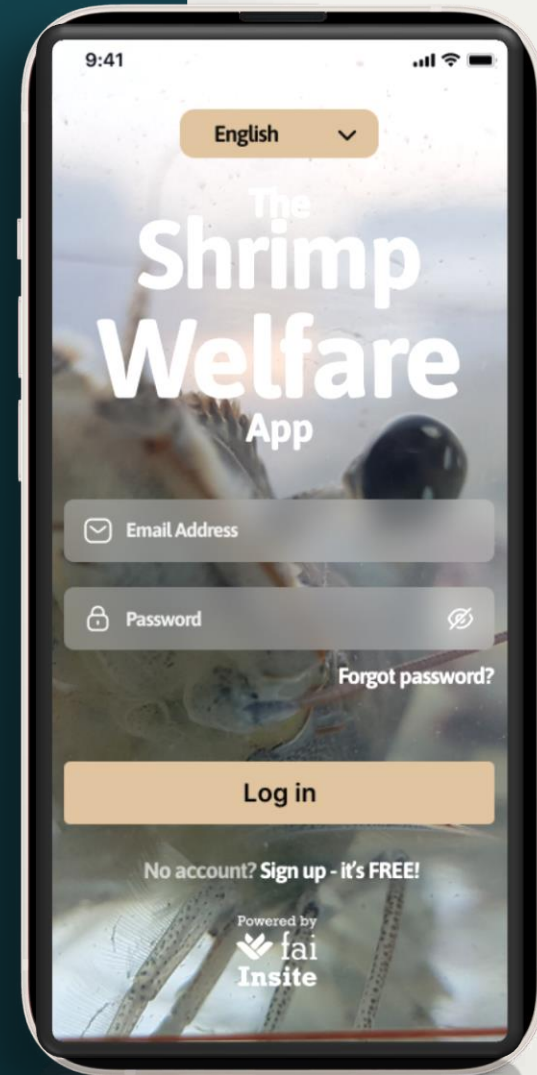 9:41
English
The
Shrimp
Welfare
App
Email Address
Password
Forgot password?
Log in
No account? Sign up - it's FREE!
Powered by
fai
Insite